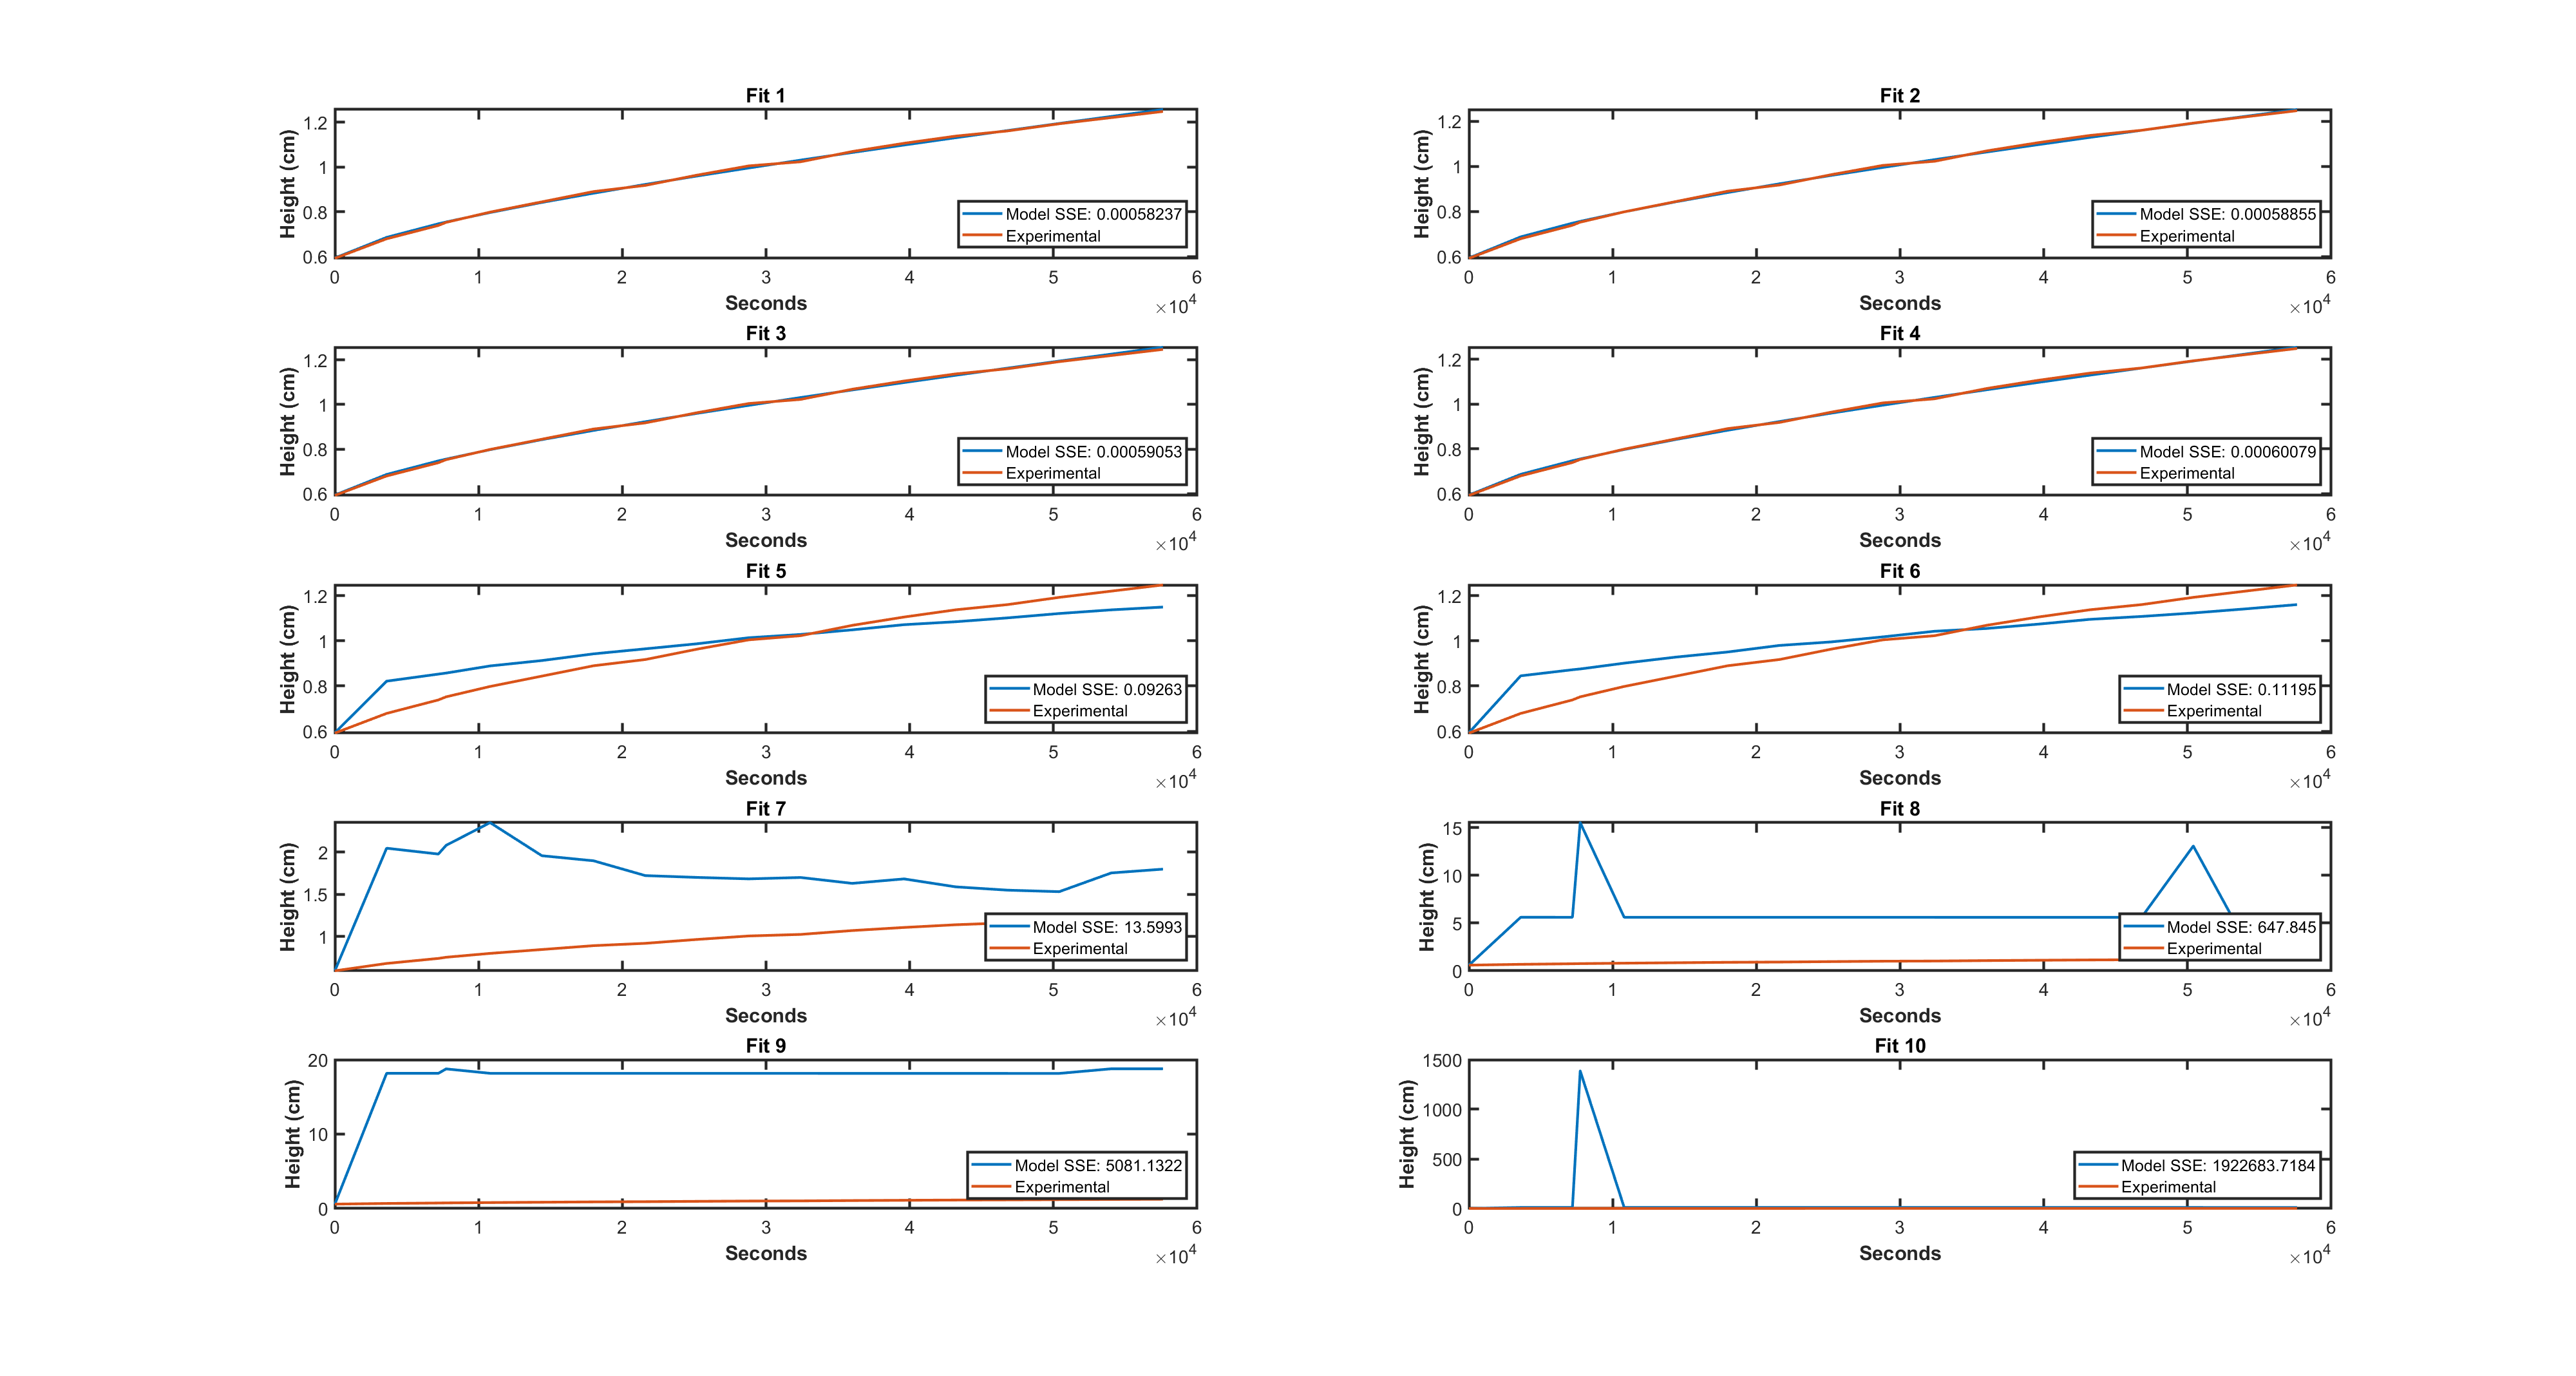 Fit 1
Height (cm)
1.2
1
0.8
0.6
Model SSE: 0.00058237
Experimental
0 1 2 3 4 5 6
Seconds
×10^4
Fit 2
Height (cm)
1.2
1
0.8
0.6
Model SSE: 0.00058855
Experimental
0 1 2 3 4 5 6
Seconds
×10^4
Fit 3
Height (cm)
1.2
1
0.8
0.6
Model SSE: 0.00059053
Experimental
0 1 2 3 4 5 6
Seconds
×10^4
Fit 4
Height (cm)
1.2
1
0.8
0.6
Model SSE: 0.00060079
Experimental
0 1 2 3 4 5 6
Seconds
×10^4
Fit 5
Height (cm)
1.2
1
0.8
0.6
Model SSE: 0.09263
Experimental
0 1 2 3 4 5 6
Seconds
×10^4
Fit 6
Height (cm)
1.2
1
0.8
0.6
Model SSE: 0.11195
Experimental
0 1 2 3 4 5 6
Seconds
×10^4
Fit 7
Height (cm)
2
1.5
1
Model SSE: 13.5993
Experimental
0 1 2 3 4 5 6
Seconds
×10^4
Fit 8
Height (cm)
15
10
5
0
Model SSE: 647.845
Experimental
0 1 2 3 4 5 6
Seconds
×10^4
Fit 9
Height (cm)
20
10
0
Model SSE: 5081.1322
Experimental
0 1 2 3 4 5 6
Seconds
×10^4
Fit 10
Height (cm)
1500
1000
500
0
Model SSE: 1922683.7184
Experimental
0 1 2 3 4 5 6
Seconds
×10^4